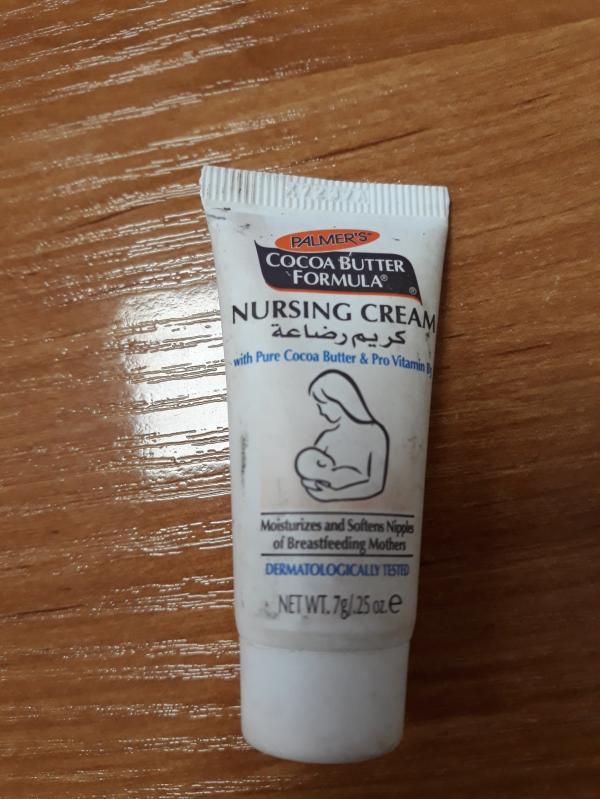 PALMER'S
COCOA BUTTER
FORMULA®
®
NURSING CREAM
كريم رضاعة
with Pure Cocoa Butter & Pro Vitamin
Moisturizes and Softens Nipples
of Breastfeeding Mothers
DERMATOLOGICALLY TESTED
NET WT. 7g/.25 oz. e